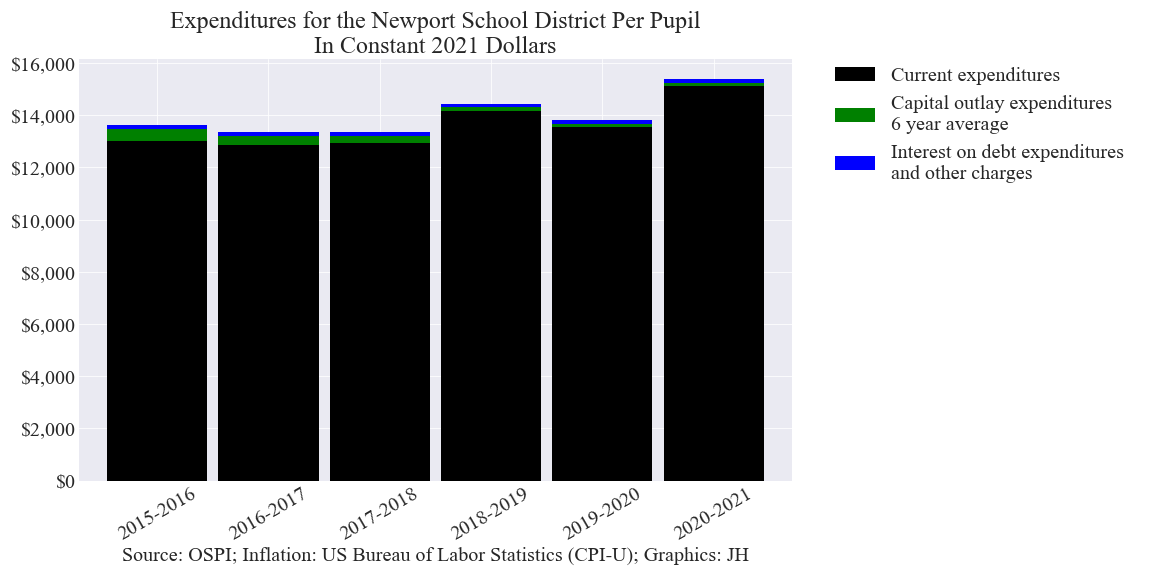 Expenditures for the Newport School District Per Pupil
In Constant 2021 Dollars
$16,000
$14,000
$12,000
$10,000
$8,000
$6,000
$4,000
$2,000
$0
2015-2016
2016-2017
2017-2018
2018-2019
2019-2020
2020-2021
Source: OSPI; Inflation: US Bureau of Labor Statistics (CPI-U); Graphics: JH
Current expenditures
Capital outlay expenditures
6 year average
Interest on debt expenditures
and other charges